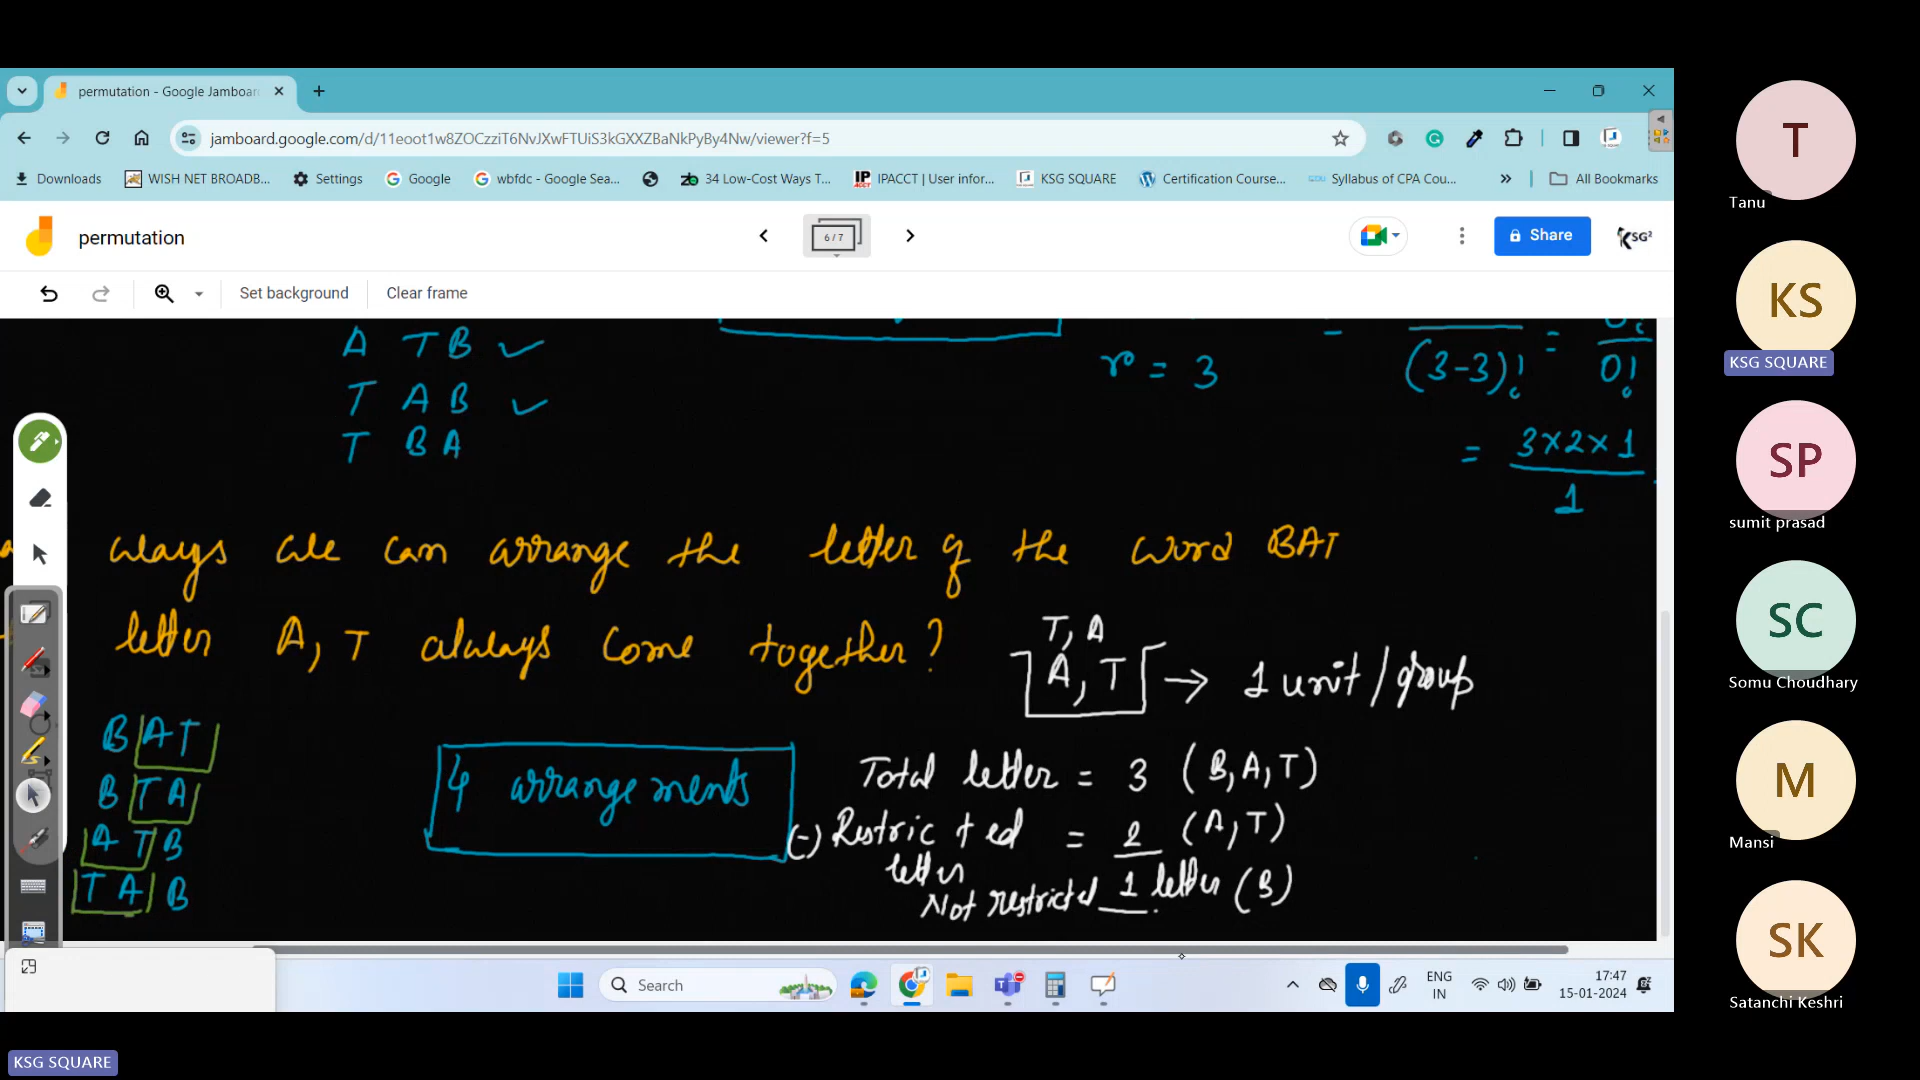 permutation - Google Jamboar
jamboard.google.com/d/11eoot1w8ZOCzziT6NvJXwFTUiS3kGXXZBaNkPyBy4Nw/viewer?f=5
Downloads WISH NET BROADB... Settings Google wbfdc - Google Sea... 34 Low-Cost Ways T... IPACCT | User infor... KSG SQUARE Certification Course... Syllabus of CPA Cou... » All Bookmarks
permutation
6 / 7
Share
KSG²
Set background Clear frame
A T B ✓
T A B ✓
T B A
r = 3
(3-3)! = 0!
= 3×2×1
1
always we can arrange the letter of the word BAT
letter A, T always come together?
T, A
A, T → 1 unit/group
B A T
B T A
A T B
T A B
4 arrangements
Total letter = 3 (B,A,T)
(-) Restricted letter = 2 (A,T)
Not restricted 1 letter (B)
Search
ENG
IN
17:47
15-01-2024
T
Tanu
KS
KSG SQUARE
SP
sumit prasad
SC
Somu Choudhary
M
Mansi
SK
Satanchi Keshri
KSG SQUARE